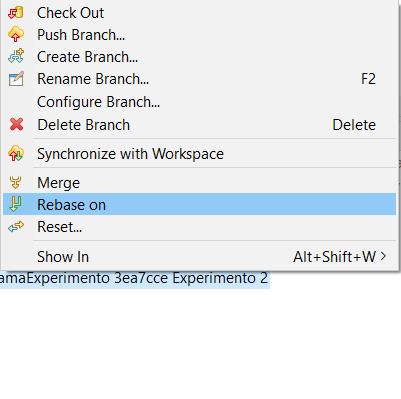 Check Out
Push Branch...
Create Branch...
Rename Branch... F2
Configure Branch...
Delete Branch Delete
Synchronize with Workspace
Merge
Rebase on
Reset...
Show In Alt+Shift+W
amaExperimento 3ea7cce Experimento 2